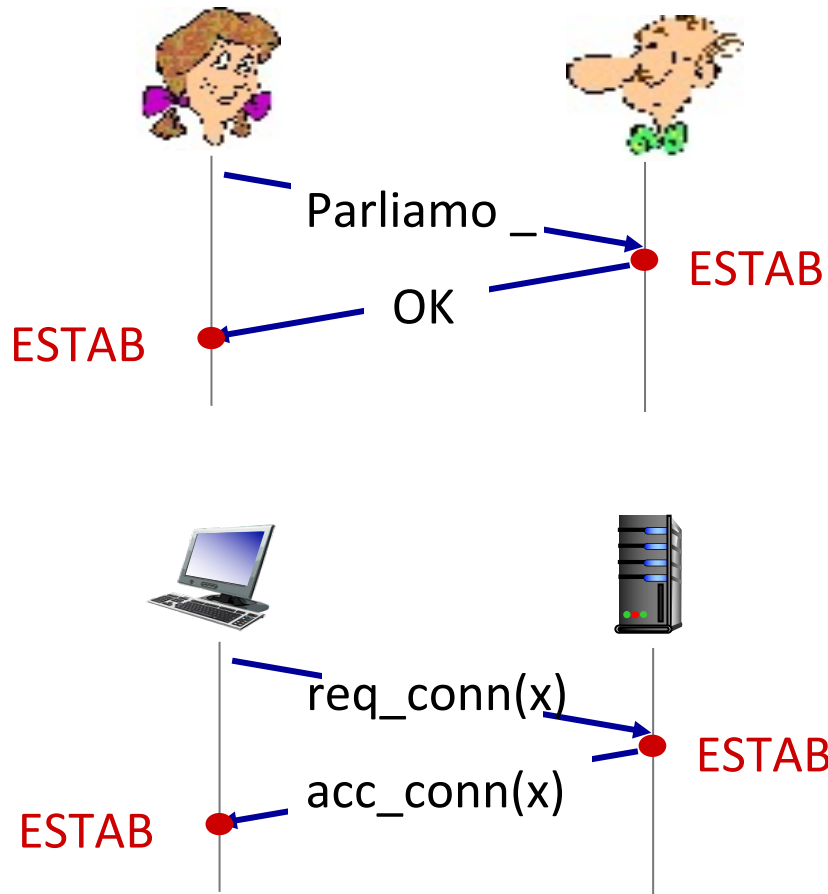 Parliamo _
ESTAB
OK
ESTAB
req_conn(x)
ESTAB
acc_conn(x)
ESTAB